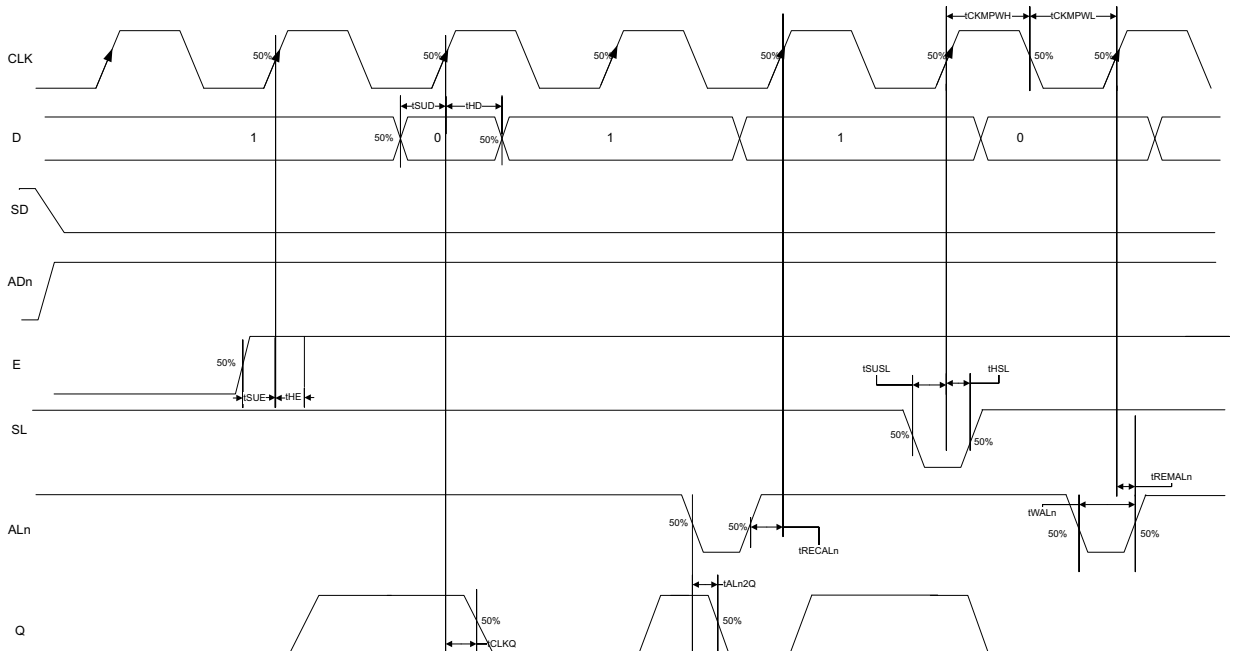 tCKMPWH tCKMPWL
CLK 50% 50% 50% 50% 50% 50% 50% 50%
tSUD tHD
D 1 50% 0 50% 1 1 0
SD
ADn
E 50%
tSUE tHE
tSUSL tHSL
SL 50% 50%
tREMALn
tWALn
ALn 50% 50% 50% 50%
tRECALn
tALn2Q
Q 50% 50%
tCLKQ